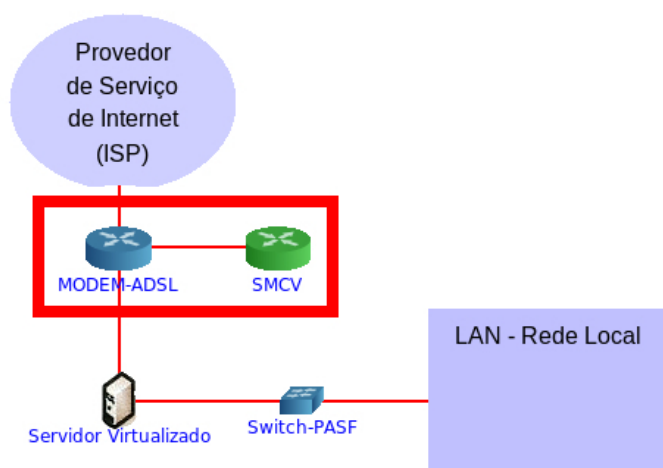 Provedor
de Serviço
de Internet
(ISP)
MODEM-ADSL
SMCV
LAN - Rede Local
Servidor Virtualizado
Switch-PASF